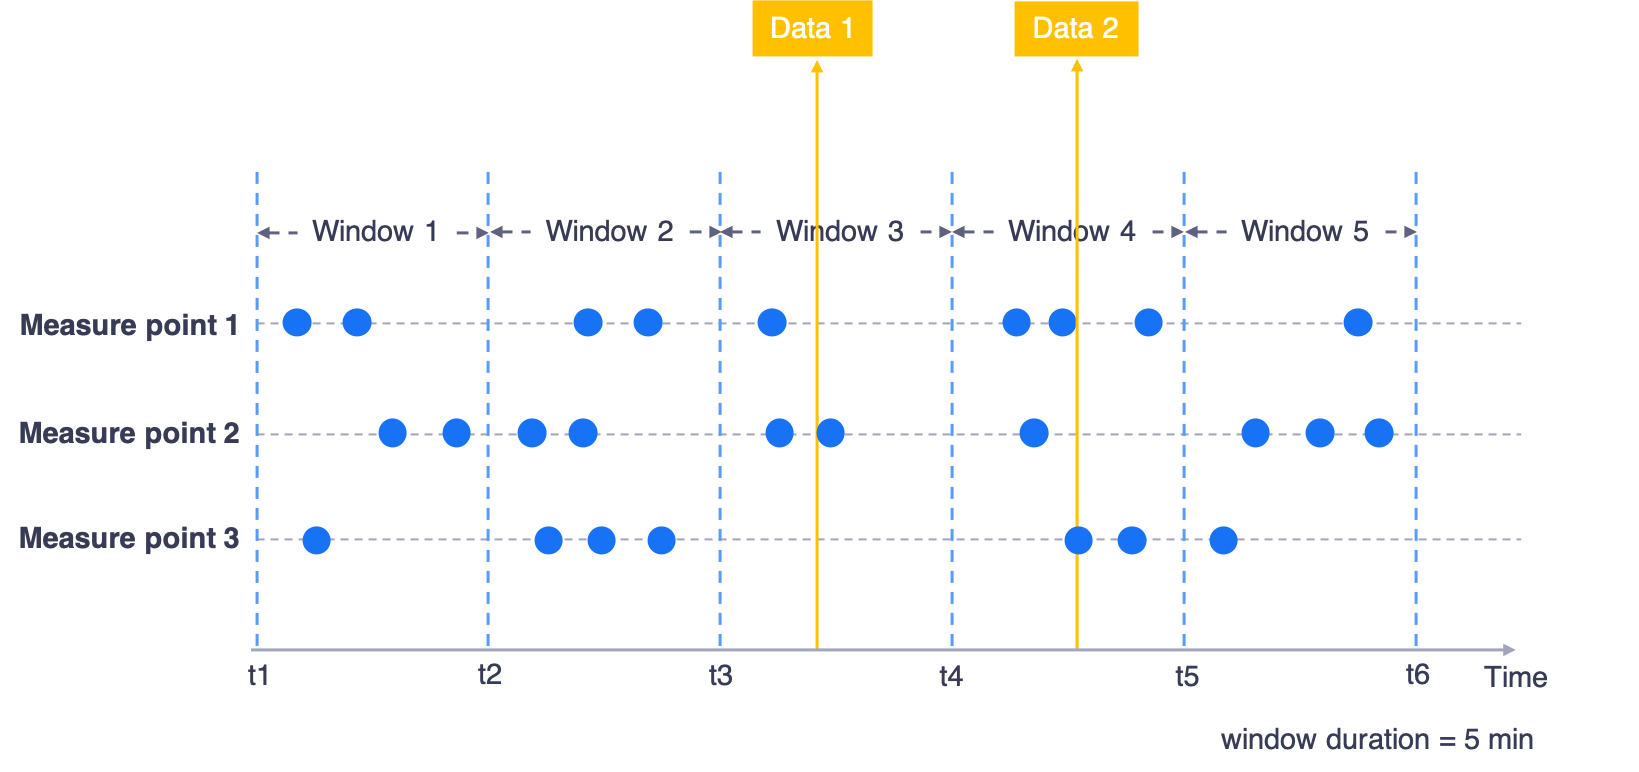 Data 1
Data 2
Window 1
Window 2
Window 3
Window 4
Window 5
Measure point 1
Measure point 2
Measure point 3
t1
t2
t3
t4
t5
t6
Time
window duration = 5 min